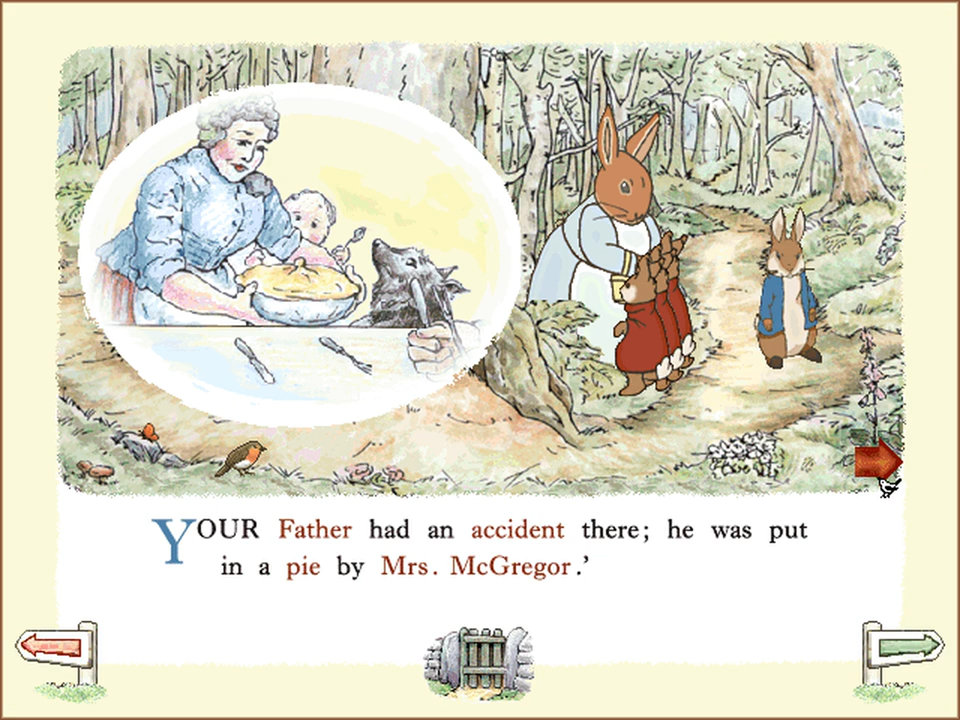 YOUR Father had an accident there; he was put
in a pie by Mrs. McGregor.’